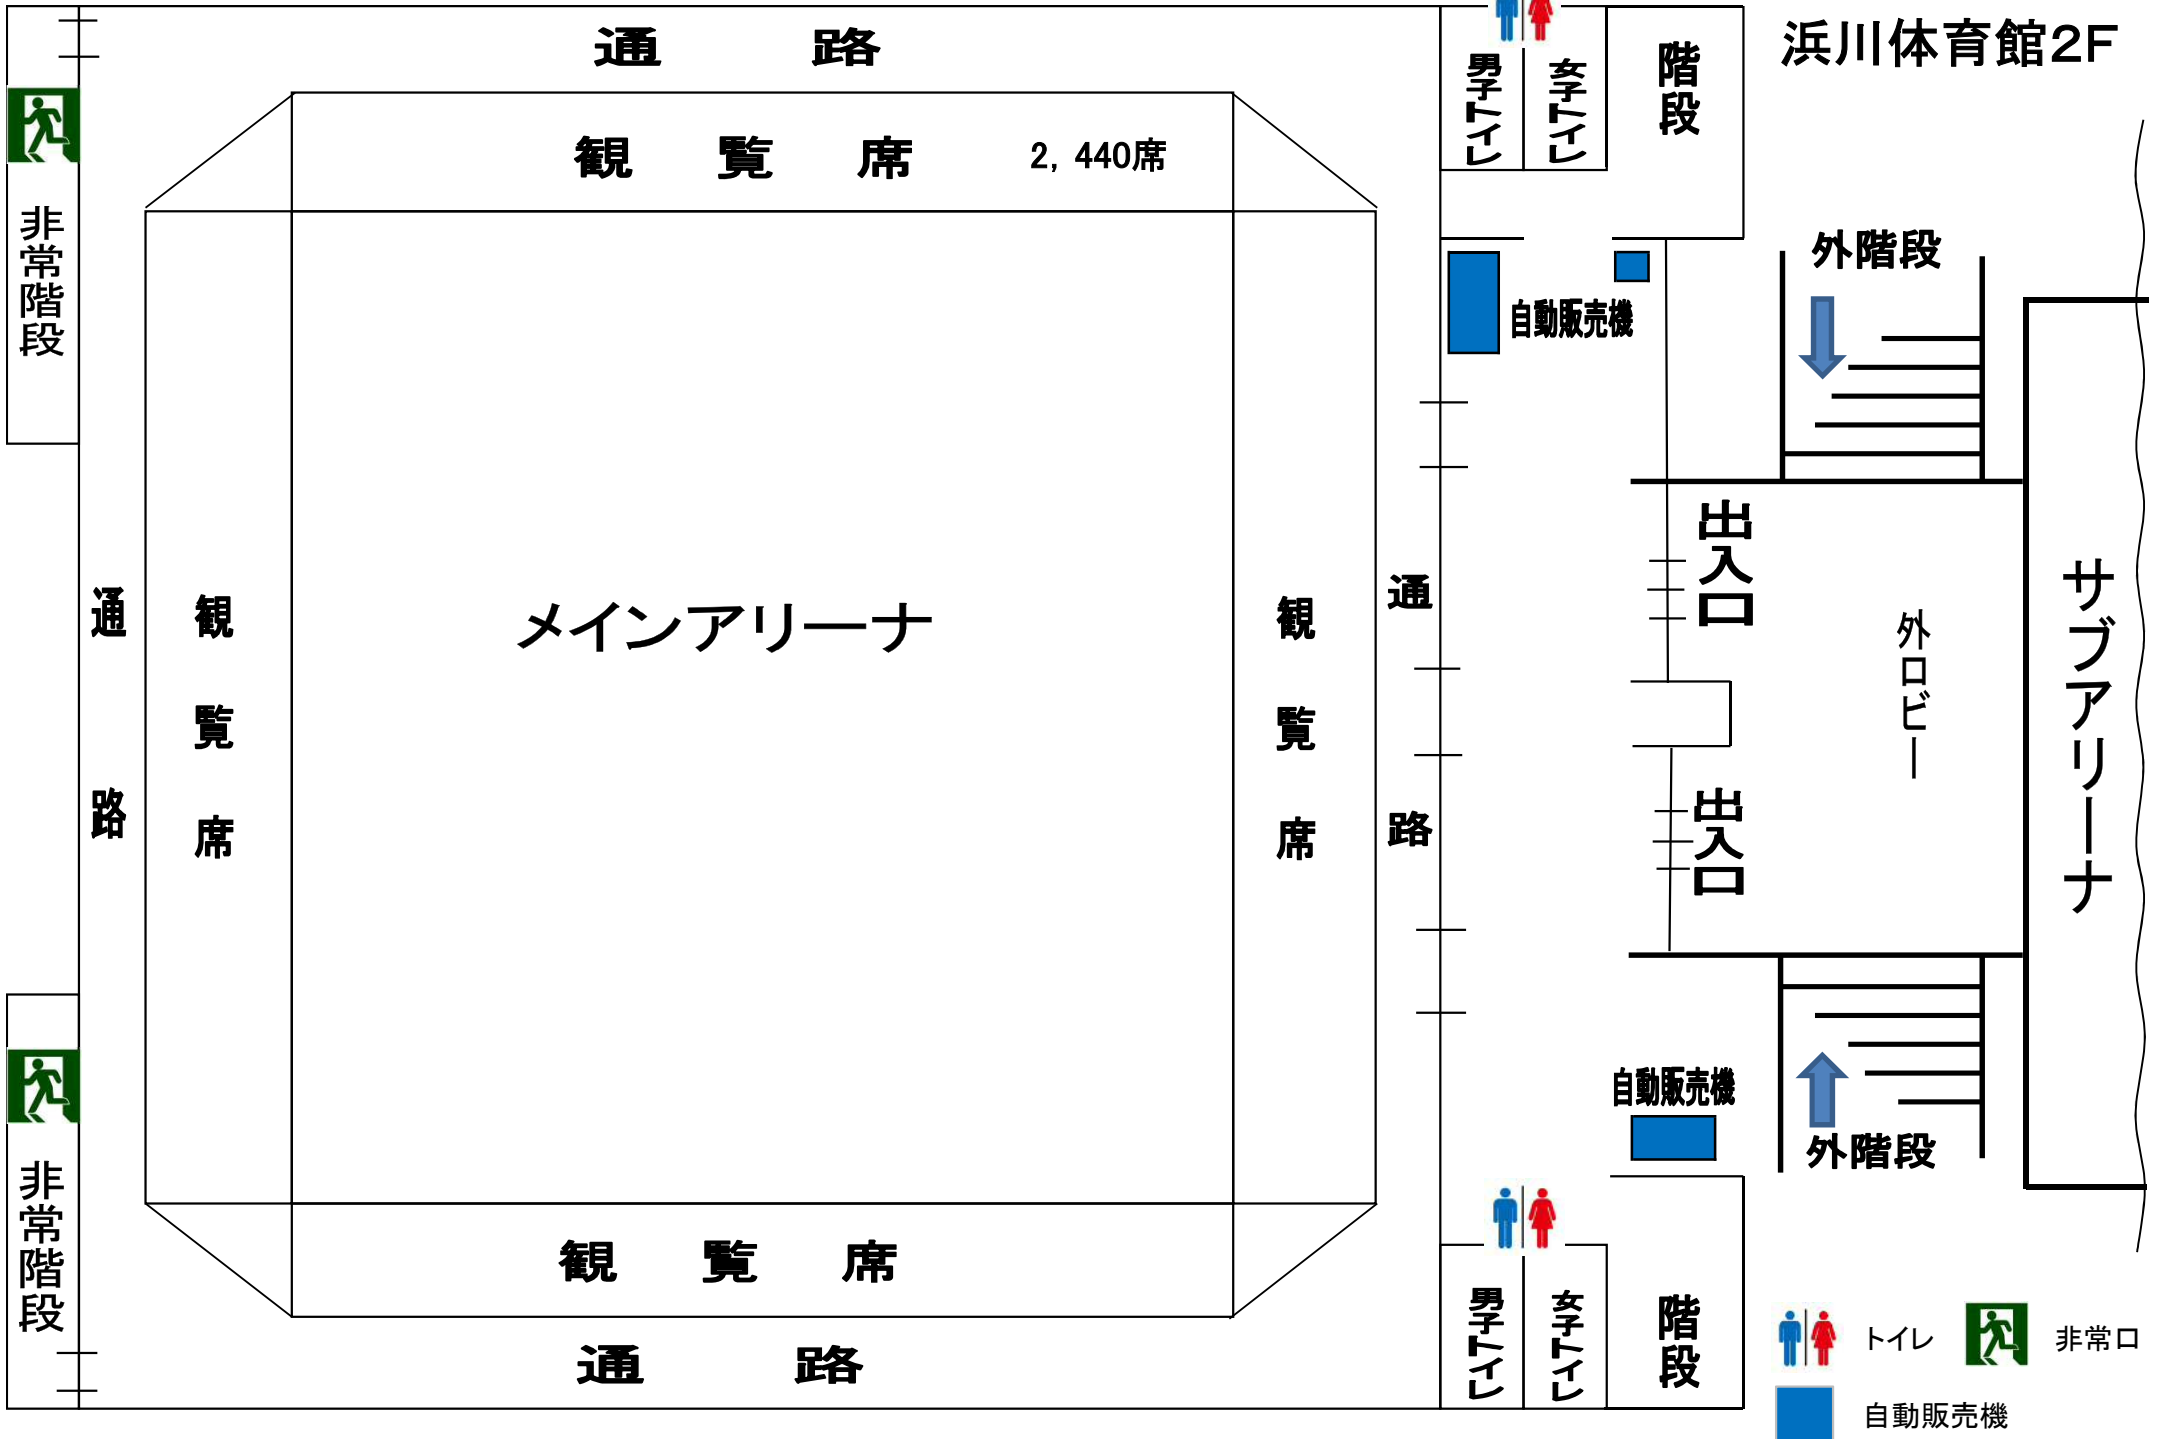 浜川体育館2F
通路
男子トイレ
女子トイレ
階段
観覧席
2，440席
非常階段
外階段
自動販売機
出入口
通路
観覧席
メインアリーナ
観覧席
通路
外ロビー
サブアリーナ
出入口
自動販売機
外階段
非常階段
観覧席
通路
男子トイレ
女子トイレ
階段
トイレ
非常口
自動販売機